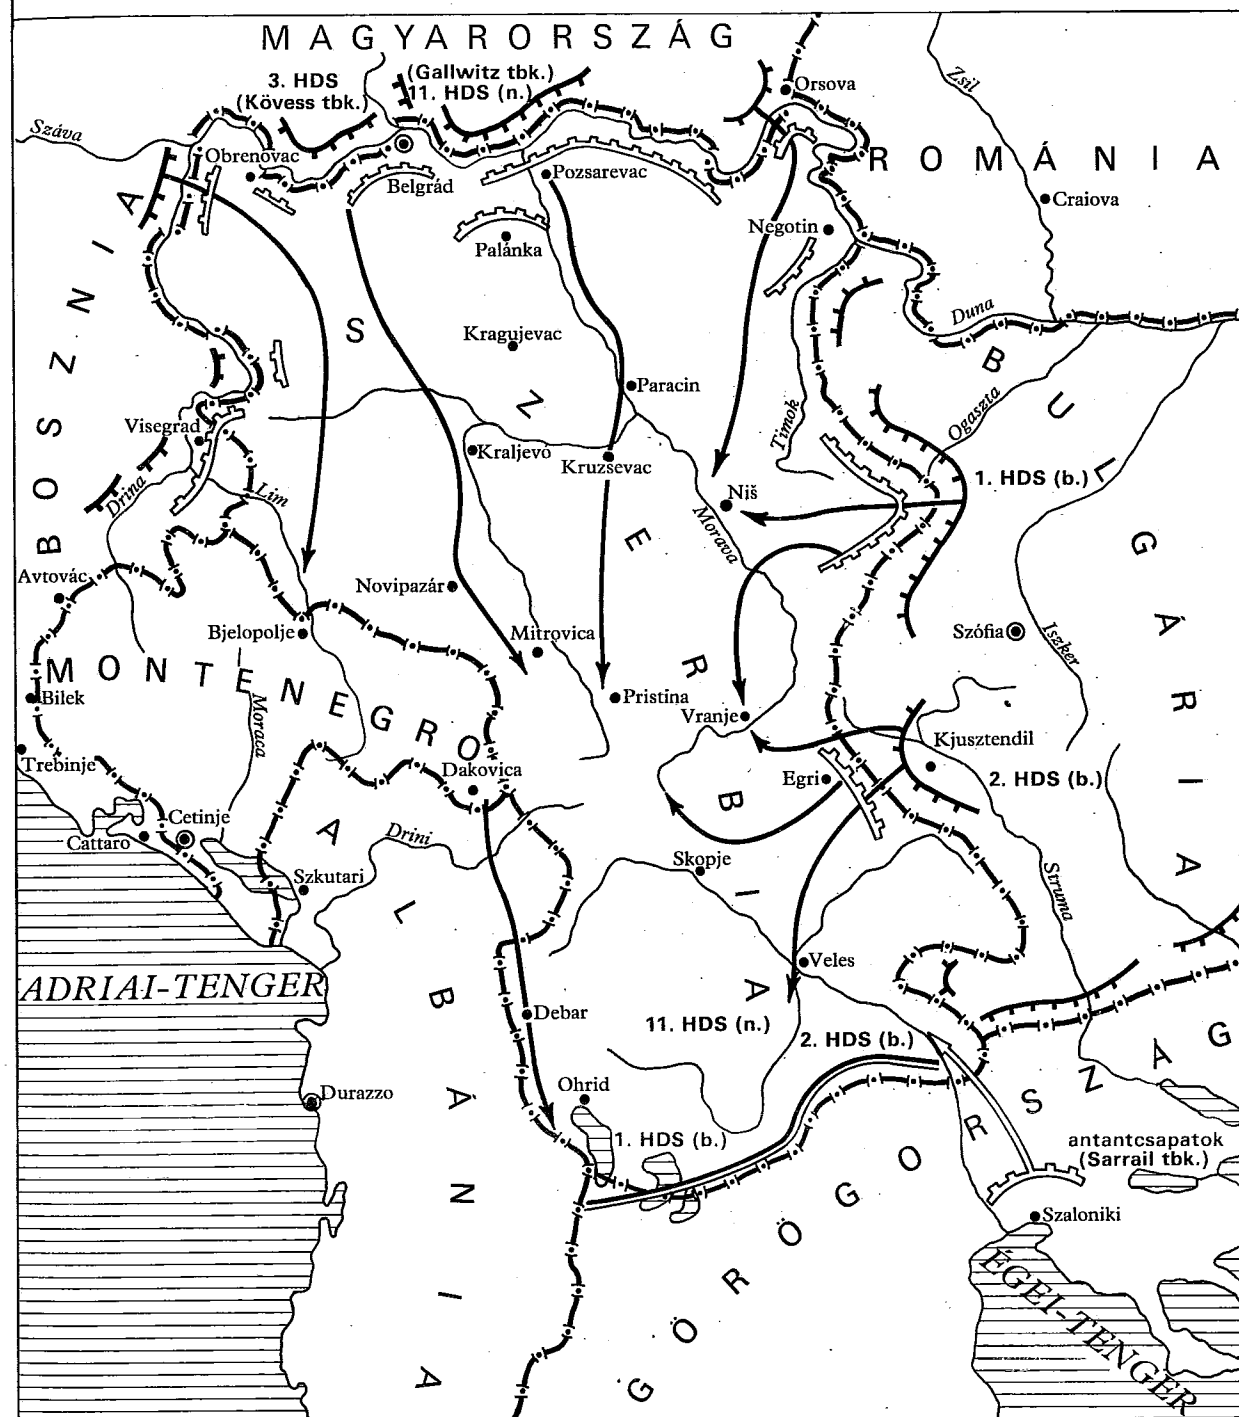 MAGYARORSZÁG
3. HDS
(Kövess tbk.)
(Gallwitz tbk.)
11. HDS (n.)
Orsova
Zsil
ROMÁNIA
Száva
Obrenovac
Belgrád
Pozsarevac
Craiova
Negotin
Palánka
BOSZNIA
Duna
SZERBIA
Kragujevac
BULGÁRIA
Paracin
Timok
Ogaszta
Visegrad
Kraljevo
Kruzsevac
1. HDS (b.)
Drina
Lim
Niš
Morava
Avtovác
Novipazár
Bjelopolje
Mitrovica
Szófia
Iszker
MONTENEGRO
Bilek
Moraca
Pristina
Vranje
Kjusztendil
Trebinje
Dakovica
Egri
2. HDS (b.)
Cetinje
Cattaro
ALBÁNIA
Drini
Skopje
Szkutari
Struma
ADRIAI-TENGER
Veles
Debar
11. HDS (n.)
2. HDS (b.)
GÖRÖGORSZÁG
Ohrid
Durazzo
1. HDS (b.)
antantcsapatok
(Sarrail tbk.)
Szaloniki
ÉGEI-TENGER